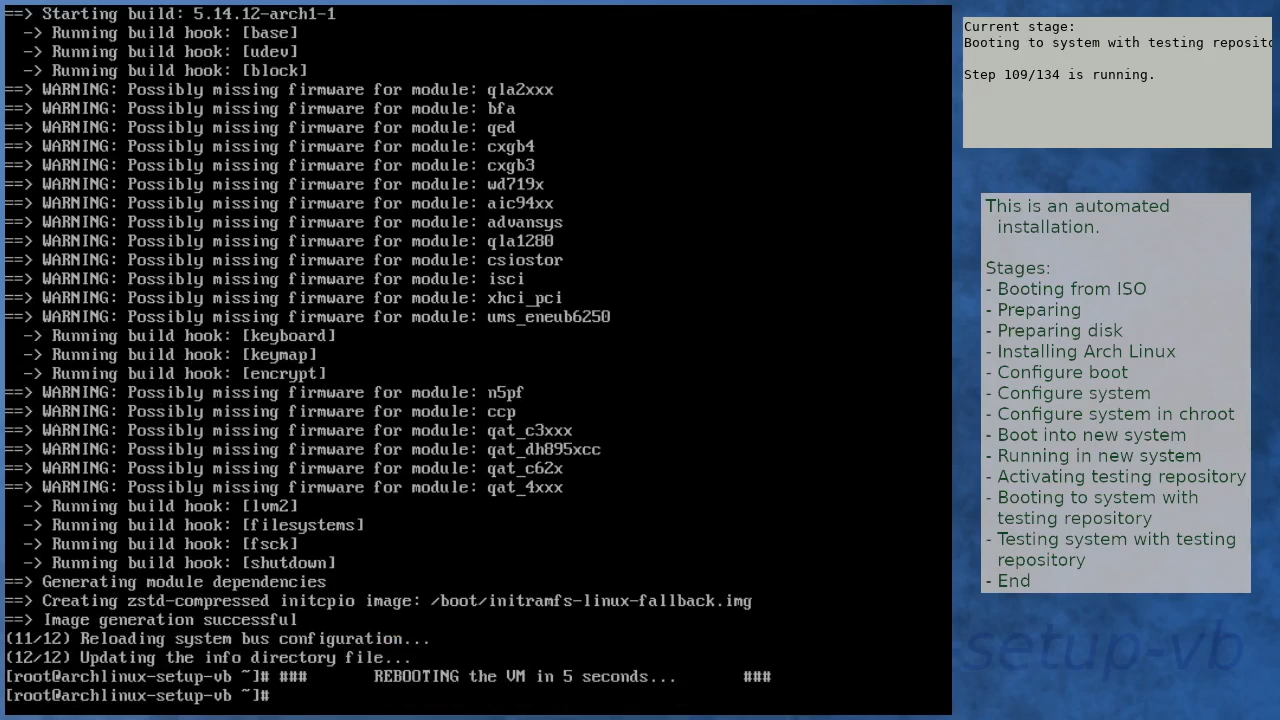 ==> Starting build: 5.14.12-arch1-1
  -> Running build hook: [base]
  -> Running build hook: [udev]
  -> Running build hook: [block]
==> WARNING: Possibly missing firmware for module: qla2xxx
==> WARNING: Possibly missing firmware for module: bfa
==> WARNING: Possibly missing firmware for module: qed
==> WARNING: Possibly missing firmware for module: cxgb4
==> WARNING: Possibly missing firmware for module: cxgb3
==> WARNING: Possibly missing firmware for module: wd719x
==> WARNING: Possibly missing firmware for module: aic94xx
==> WARNING: Possibly missing firmware for module: advansys
==> WARNING: Possibly missing firmware for module: qla1280
==> WARNING: Possibly missing firmware for module: csiostor
==> WARNING: Possibly missing firmware for module: isci
==> WARNING: Possibly missing firmware for module: xhci_pci
==> WARNING: Possibly missing firmware for module: ums_eneub6250
  -> Running build hook: [keyboard]
  -> Running build hook: [keymap]
  -> Running build hook: [encrypt]
==> WARNING: Possibly missing firmware for module: n5pf
==> WARNING: Possibly missing firmware for module: ccp
==> WARNING: Possibly missing firmware for module: qat_c3xxx
==> WARNING: Possibly missing firmware for module: qat_dh895xcc
==> WARNING: Possibly missing firmware for module: qat_c62x
==> WARNING: Possibly missing firmware for module: qat_4xxx
  -> Running build hook: [lvm2]
  -> Running build hook: [filesystems]
  -> Running build hook: [fsck]
  -> Running build hook: [shutdown]
==> Generating module dependencies
==> Creating zstd-compressed initcpio image: /boot/initramfs-linux-fallback.img
==> Image generation successful
(11/12) Reloading system bus configuration...
(12/12) Updating the info directory file...
[root@archlinux-setup-vb ~]# ###       REBOOTING the VM in 5 seconds...       ###
[root@archlinux-setup-vb ~]#
Current stage:
Booting to system with testing reposito
Step 109/134 is running.
This is an automated
installation.
Stages:
- Booting from ISO
- Preparing
- Preparing disk
- Installing Arch Linux
- Configure boot
- Configure system
- Configure system in chroot
- Boot into new system
- Running in new system
- Activating testing repository
- Booting to system with
testing repository
- Testing system with testing
repository
- End
-setup-vb